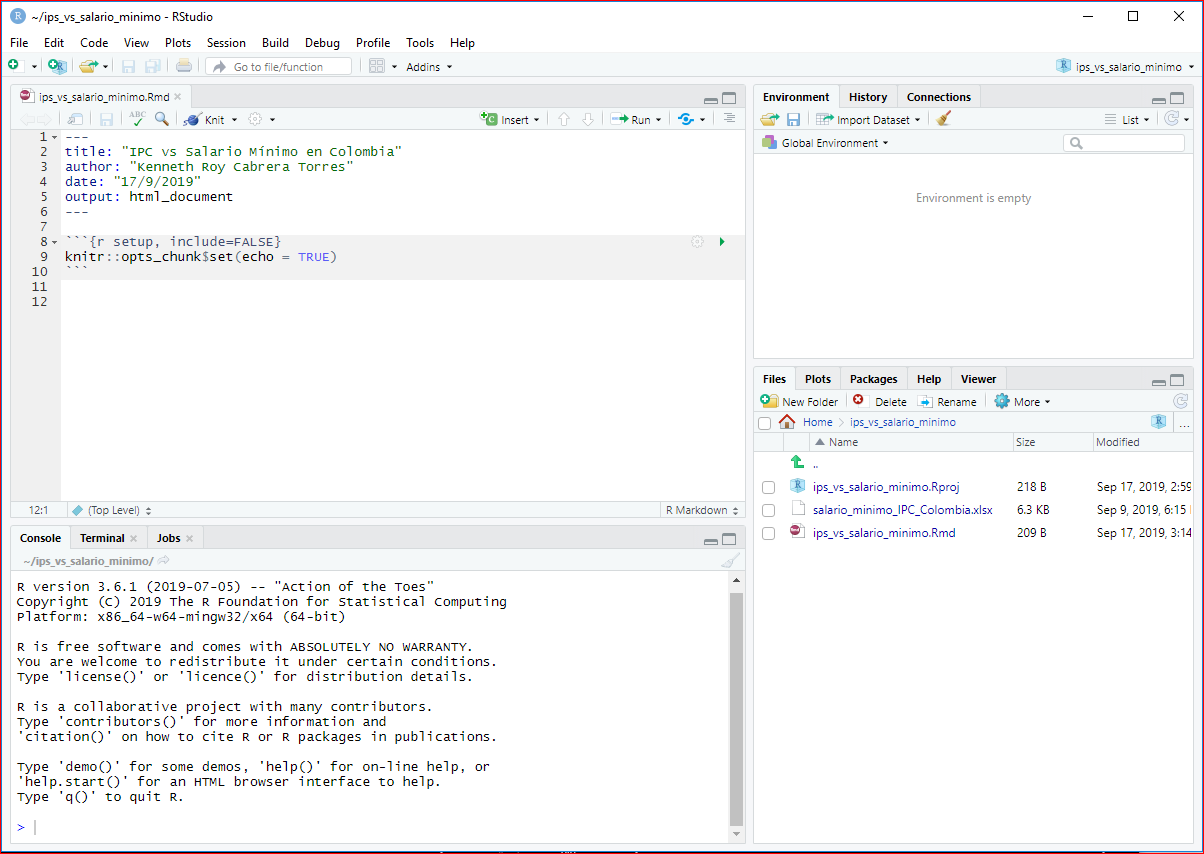 ~/ips_vs_salario_minimo - RStudio
File Edit Code View Plots Session Build Debug Profile Tools Help
Go to file/function Addins ips_vs_salario_minimo
ips_vs_salario_minimo.Rmd
ABC Knit Insert Run
1 ---
2 title: "IPC vs Salario Mínimo en Colombia"
3 author: "Kenneth Roy Cabrera Torres"
4 date: "17/9/2019"
5 output: html_document
6 ---
7
8 ```{r setup, include=FALSE}
9 knitr::opts_chunk$set(echo = TRUE)
10 ```
11
12
12:1 (Top Level) R Markdown
Console Terminal Jobs
~/ips_vs_salario_minimo/
R version 3.6.1 (2019-07-05) -- "Action of the Toes"
Copyright (C) 2019 The R Foundation for Statistical Computing
Platform: x86_64-w64-mingw32/x64 (64-bit)
R is free software and comes with ABSOLUTELY NO WARRANTY.
You are welcome to redistribute it under certain conditions.
Type 'license()' or 'licence()' for distribution details.
R is a collaborative project with many contributors.
Type 'contributors()' for more information and
'citation()' on how to cite R or R packages in publications.
Type 'demo()' for some demos, 'help()' for on-line help, or
'help.start()' for an HTML browser interface to help.
Type 'q()' to quit R.
>
Environment History Connections
Import Dataset List
Global Environment
Environment is empty
Files Plots Packages Help Viewer
New Folder Delete Rename More
Home ips_vs_salario_minimo ...
Name Size Modified
..
ips_vs_salario_minimo.Rproj 218 B Sep 17, 2019, 2:59
salario_minimo_IPC_Colombia.xlsx 6.3 KB Sep 9, 2019, 6:15
ips_vs_salario_minimo.Rmd 209 B Sep 17, 2019, 3:14